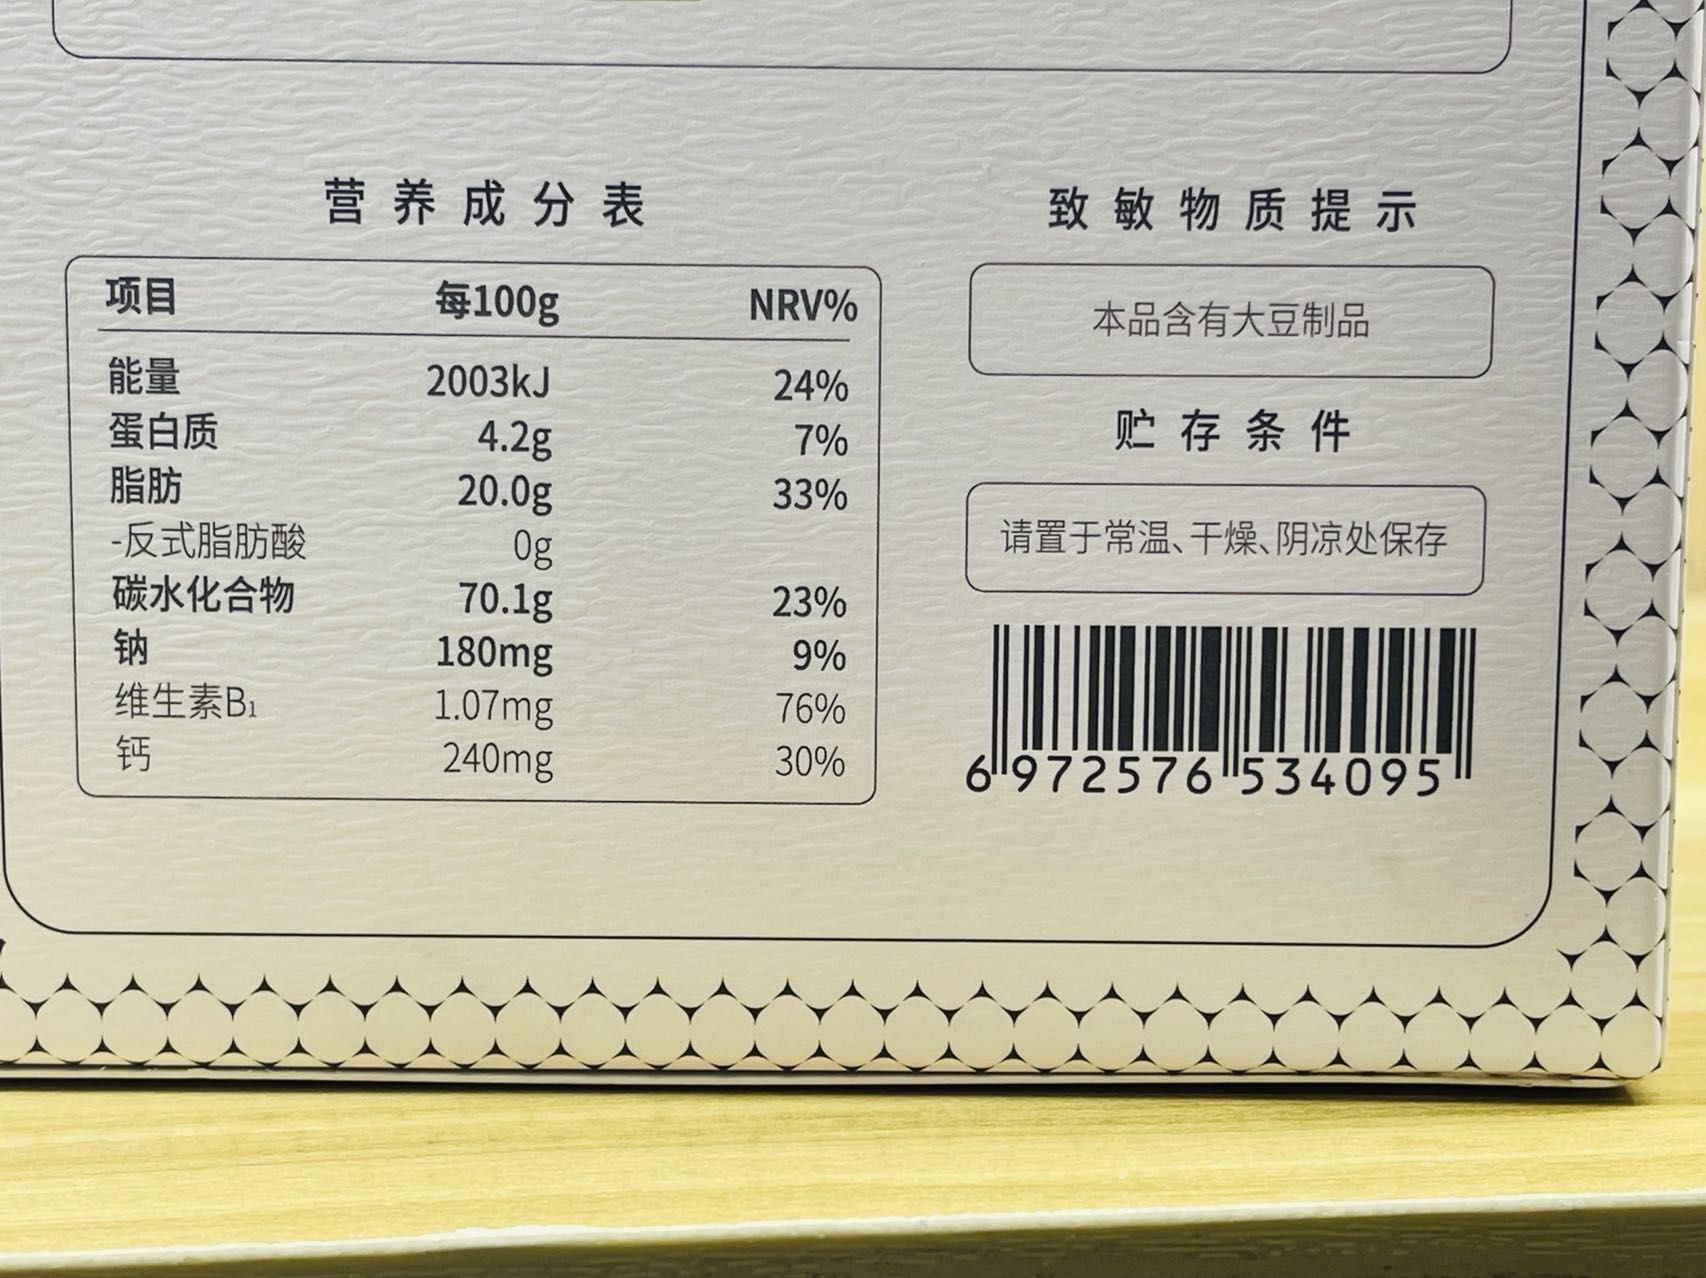 营养成分表
项目 每100g NRV%
能量 2003kJ 24%
蛋白质 4.2g 7%
脂肪 20.0g 33%
-反式脂肪酸 0g
碳水化合物 70.1g 23%
钠 180mg 9%
维生素B₁ 1.07mg 76%
钙 240mg 30%
致敏物质提示
本品含有大豆制品
贮存条件
请置于常温、干燥、阴凉处保存
6 972576 534095